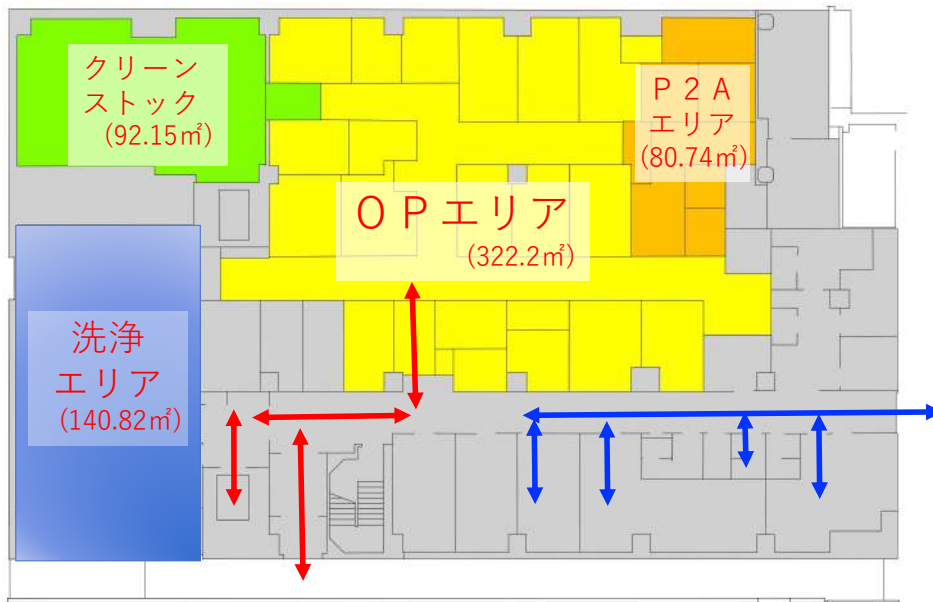 クリーン
ストック
(92.15㎡)
Ｐ２Ａ
エリア
(80.74㎡)
ＯＰエリア
(322.2㎡)
洗浄
エリア
(140.82㎡)